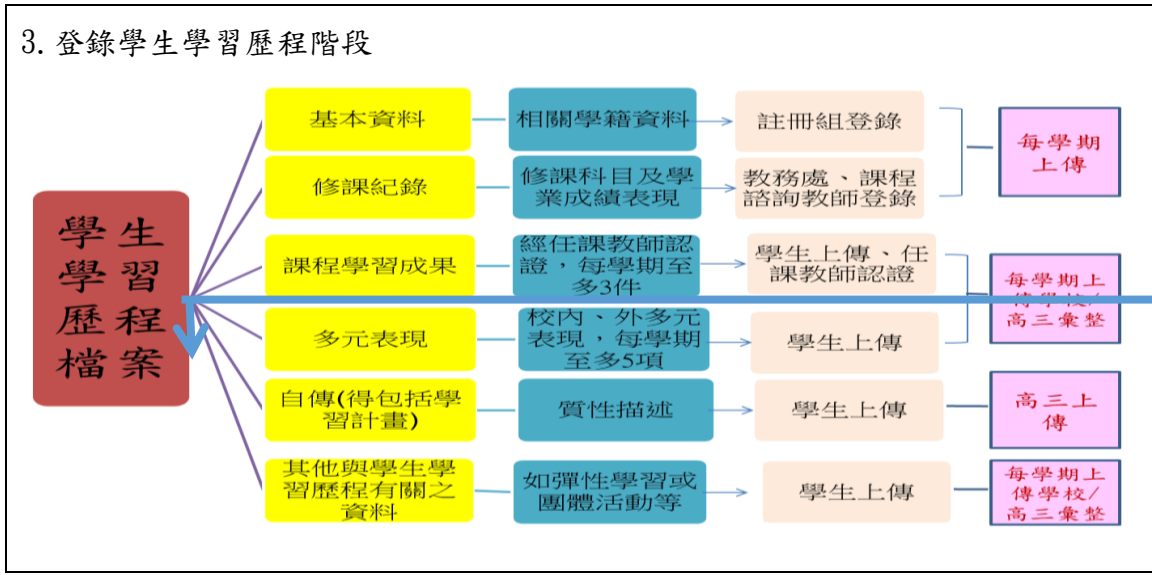 3. 登錄學生學習歷程階段
學生
學習
歷程
檔案
基本資料
相關學籍資料
註冊組登錄
每學期
上傳
修課紀錄
修課科目及學
業成績表現
教務處、課程
諮詢教師登錄
課程學習成果
經任課教師認
證，每學期至
多3件
學生上傳、任
課教師認證
每學期上
傳學校/
高三彙整
多元表現
校內、外多元
表現，每學期
至多5項
學生上傳
自傳(得包括學
習計畫)
質性描述
學生上傳
高三上
傳
其他與學生學
習歷程有關之
資料
如彈性學習或
團體活動等
學生上傳
每學期上
傳學校/
高三彙整